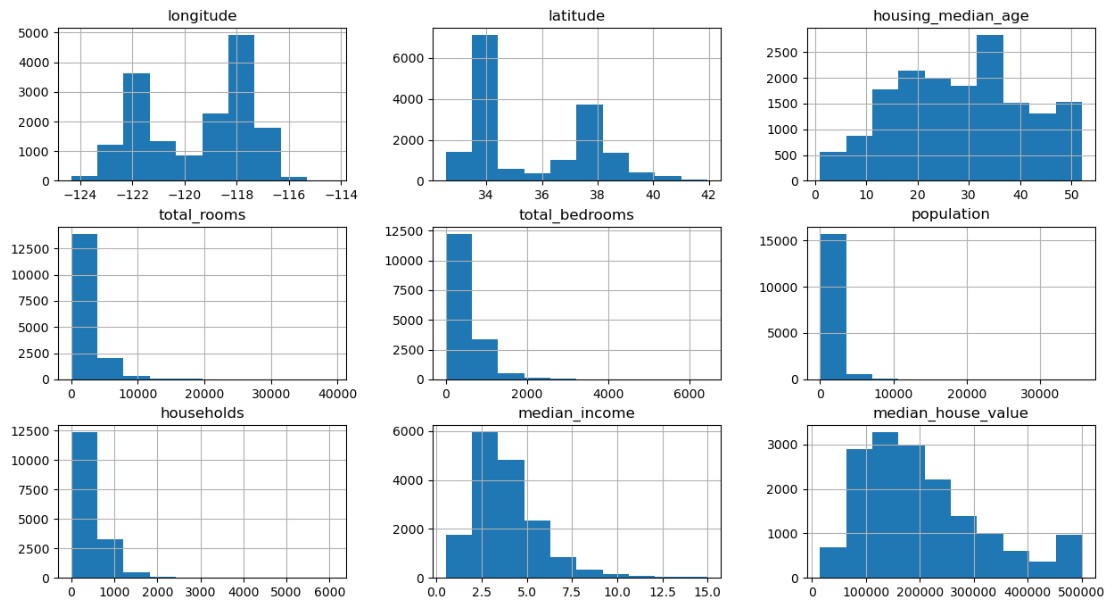 longitude
5000
4000
3000
2000
1000
0
−124 −122 −120 −118 −116 −114
latitude
6000
4000
2000
0
34 36 38 40 42
housing_median_age
2500
2000
1500
1000
500
0
0 10 20 30 40 50
total_rooms
12500
10000
7500
5000
2500
0
0 10000 20000 30000 40000
total_bedrooms
12500
10000
7500
5000
2500
0
0 2000 4000 6000
population
15000
10000
5000
0
0 10000 20000 30000
households
12500
10000
7500
5000
2500
0
0 1000 2000 3000 4000 5000 6000
median_income
6000
4000
2000
0
0.0 2.5 5.0 7.5 10.0 12.5 15.0
median_house_value
3000
2000
1000
0
0 100000 200000 300000 400000 500000